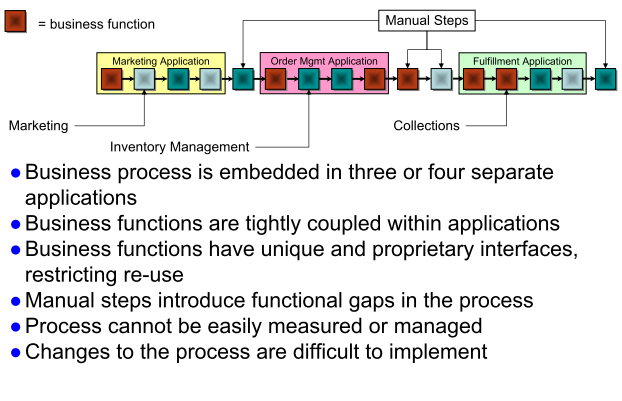 = business function
Manual Steps
Marketing Application
Order Mgmt Application
Fulfillment Application
Marketing
Collections
Inventory Management
● Business process is embedded in three or four separate
applications
● Business functions are tightly coupled within applications
● Business functions have unique and proprietary interfaces,
restricting re-use
● Manual steps introduce functional gaps in the process
● Process cannot be easily measured or managed
● Changes to the process are difficult to implement